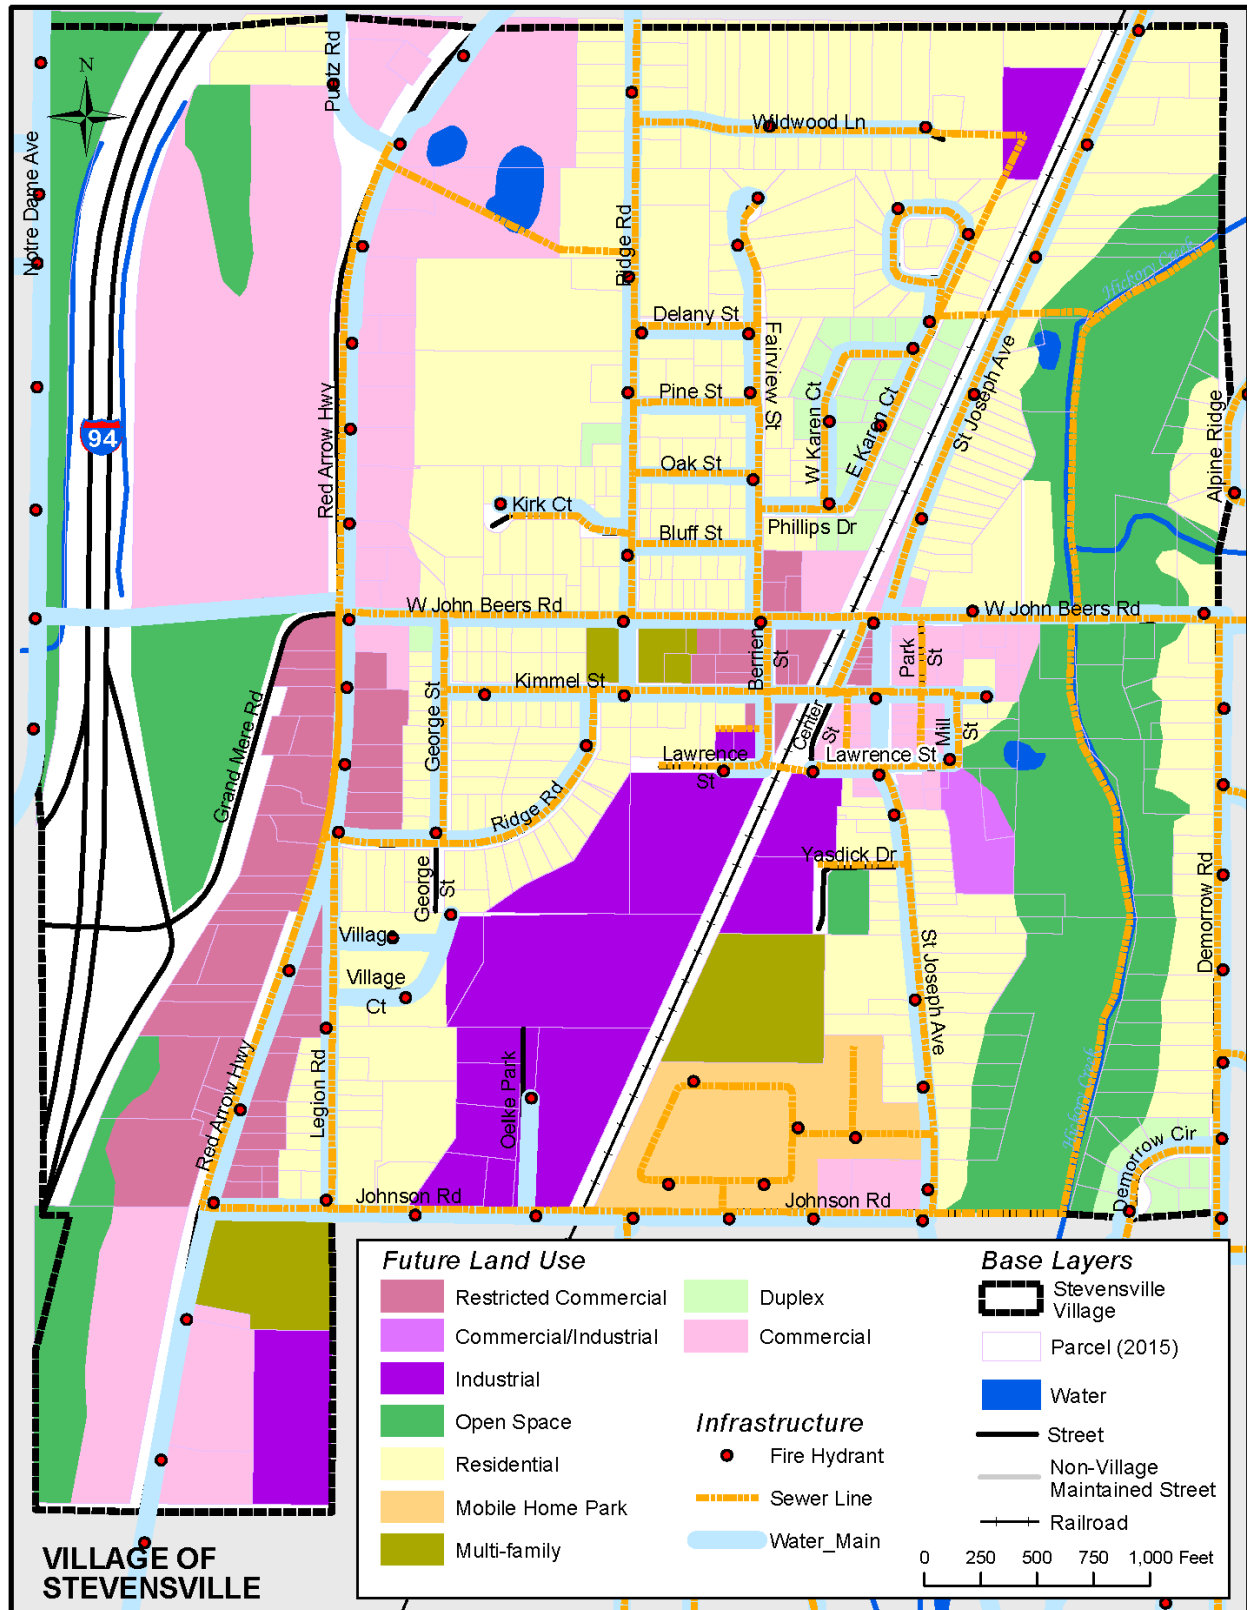 N
Putz Rd
Notre Dame Ave
Wildwood Ln
Ridge Rd
Hickory Creek
Delany St
Fairview St
St Joseph Ave
Pine St
W Karen Ct
E Karen Ct
94
Red Arrow Hwy
Oak St
Alpine Ridge
Kirk Ct
Phillips Dr
Bluff St
W John Beers Rd
W John Beers Rd
Berrien
St
Park
St
Kimmel St
George St
Grand Mere Rd
Center
St
Mill
St
Lawrence
St
Lawrence St
Ridge Rd
Yasdick Dr
George
St
Village
Village
Ct
St Joseph Ave
Demorrow Rd
Oelke Park
Legion Rd
Red Arrow Hwy
Hickory Creek
Demorrow Cir
Johnson Rd
Johnson Rd
Future Land Use
Restricted Commercial
Commercial/Industrial
Industrial
Open Space
Residential
Mobile Home Park
Multi-family
Duplex
Commercial
Infrastructure
Fire Hydrant
Sewer Line
Water_Main
Base Layers
Stevensville
Village
Parcel (2015)
Water
Street
Non-Village
Maintained Street
Railroad
0 250 500 750 1,000 Feet
VILLAGE OF
STEVENSVILLE